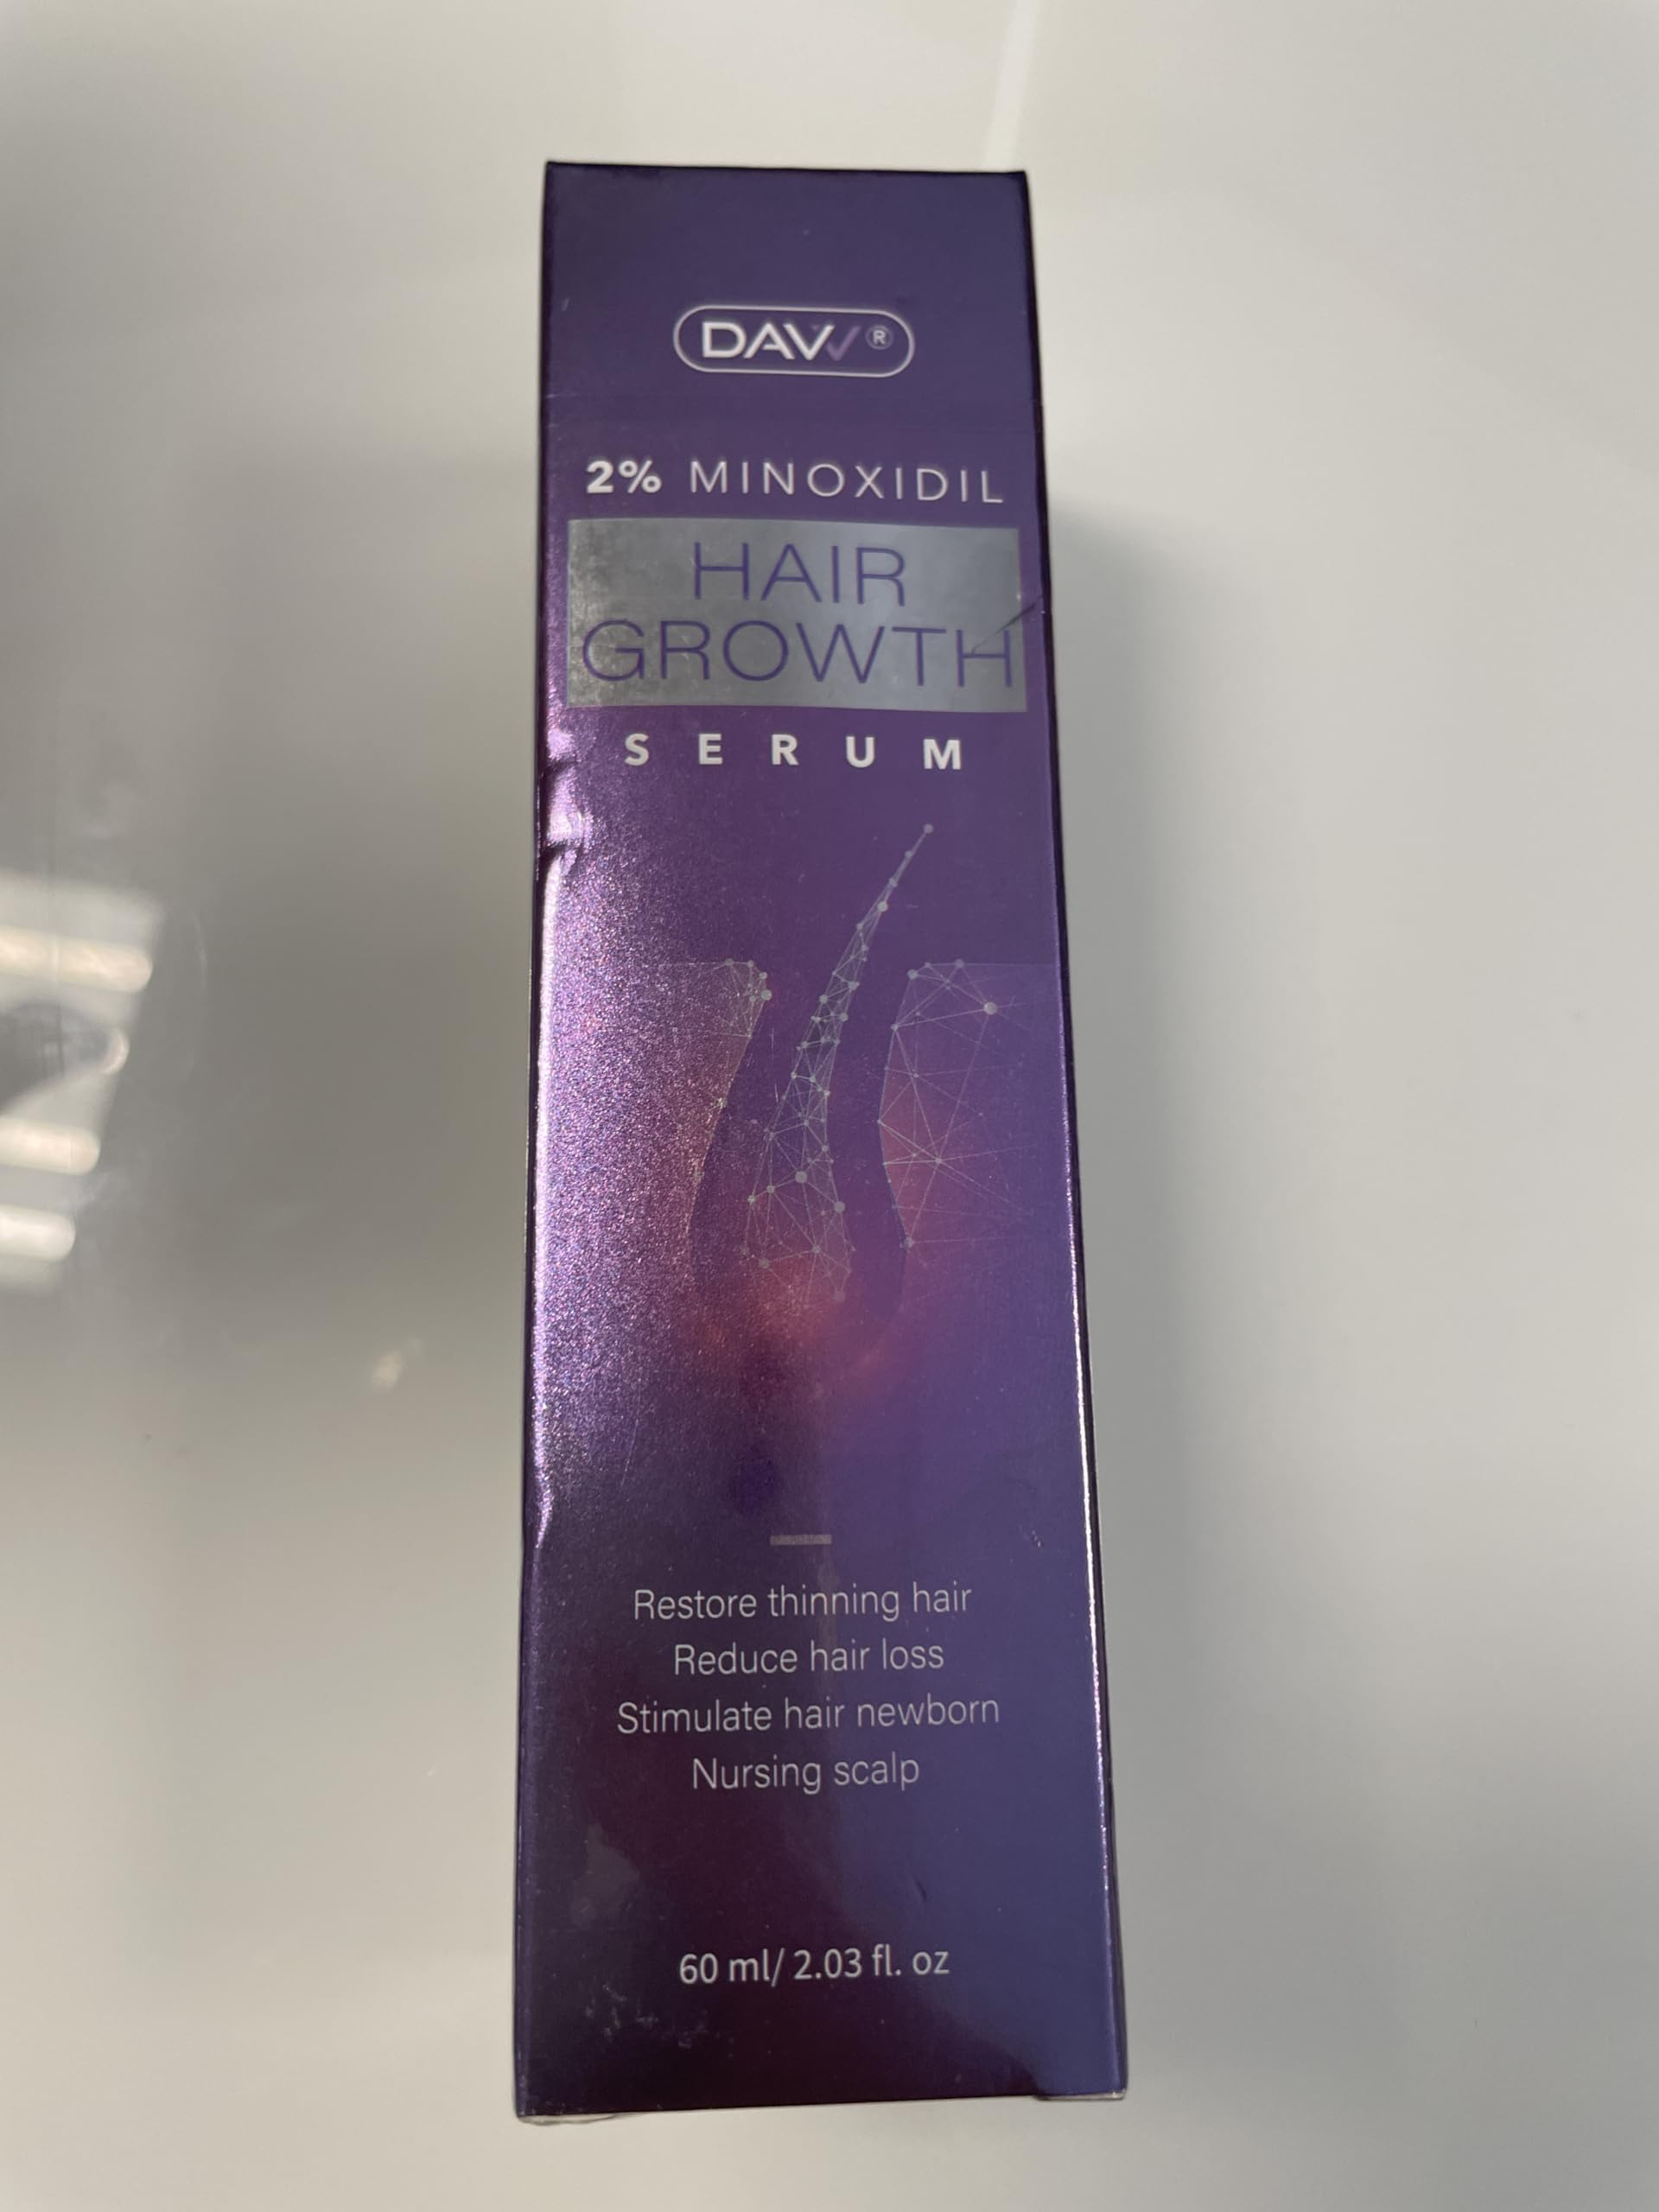 DAVV®
2% MINOXIDIL
HAIR
GROWTH
SERUM
Restore thinning hair
Reduce hair loss
Stimulate hair newborn
Nursing scalp
60 ml/ 2.03 fl. oz